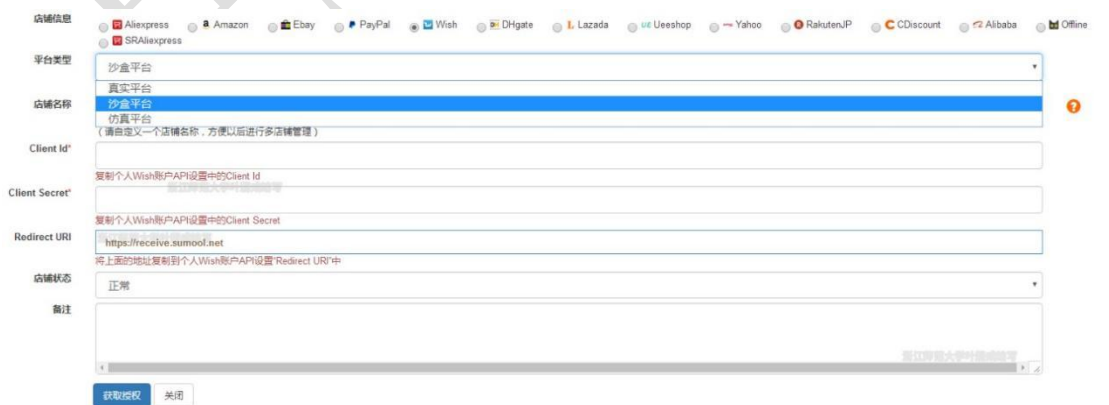 店铺信息 Aliexpress Amazon Ebay PayPal Wish DHgate Lazada Ueeshop Yahoo RakutenJP CDiscount Alibaba Offline
SRAliexpress
平台类型 沙盒平台
真实平台
店铺名称 沙盒平台
仿真平台
(请自定义一个店铺名称，方便以后进行多店铺管理)
Client Id*
复制个人Wish账户API设置中的Client Id
Client Secret*
复制个人Wish账户API设置中的Client Secret
Redirect URI https://receive.sumool.net
将上面的地址复制到个人Wish账户API设置"Redirect URI"中
店铺状态 正常
备注
获取授权 关闭